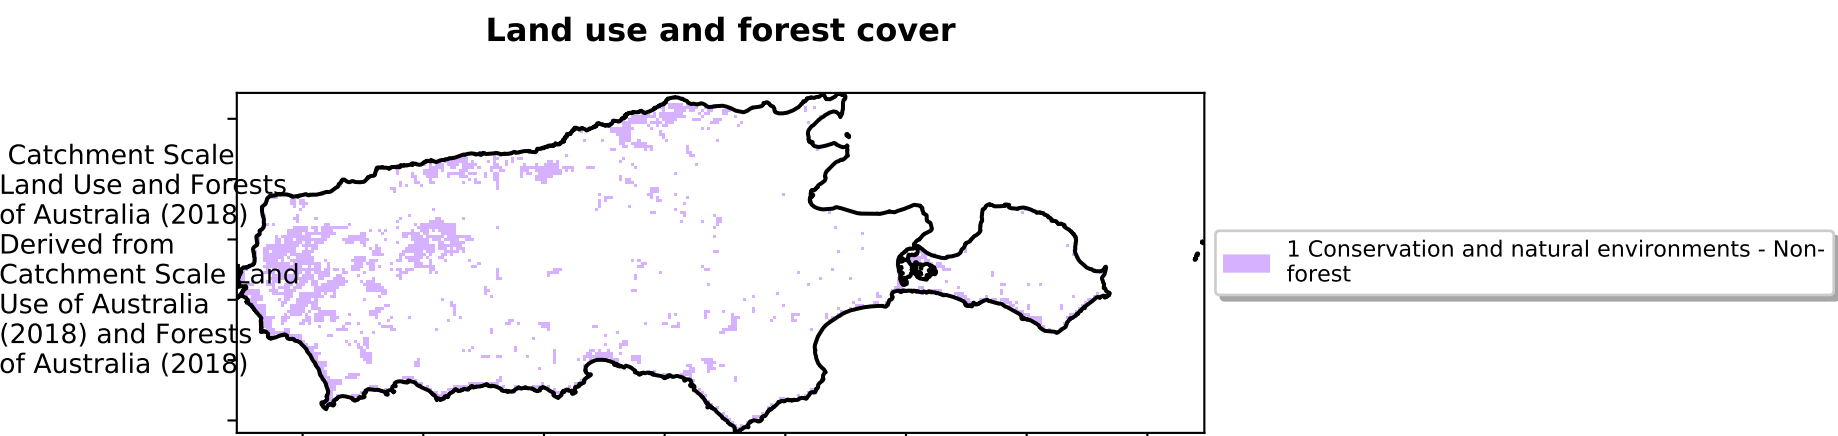 Land use and forest cover
Catchment Scale
Land Use and Forests
of Australia (2018)
Derived from
Catchment Scale Land
Use of Australia
(2018) and Forests
of Australia (2018)
1 Conservation and natural environments - Non-
forest